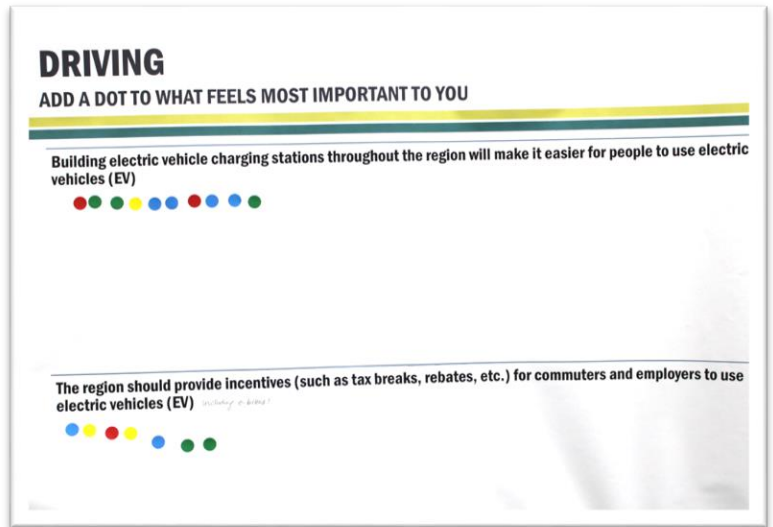 DRIVING
ADD A DOT TO WHAT FEELS MOST IMPORTANT TO YOU
Building electric vehicle charging stations throughout the region will make it easier for people to use electric
vehicles (EV)
The region should provide incentives (such as tax breaks, rebates, etc.) for commuters and employers to use
electric vehicles (EV) including e-bikes!